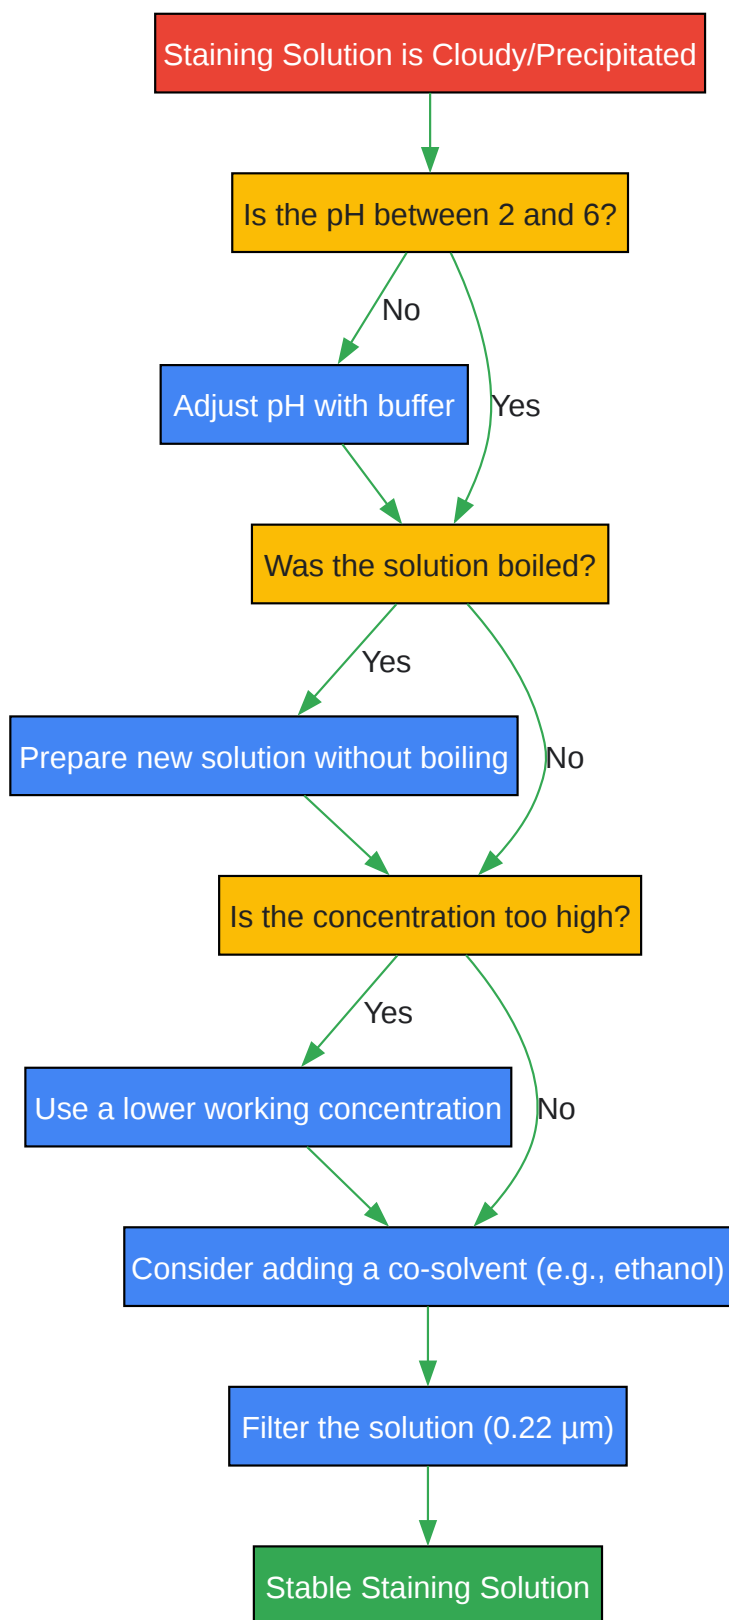 Staining Solution is Cloudy/Precipitated
Is the pH between 2 and 6?
No
Adjust pH with buffer
Yes
Was the solution boiled?
Yes
Prepare new solution without boiling
No
Is the concentration too high?
Yes
Use a lower working concentration
No
Consider adding a co-solvent (e.g., ethanol)
Filter the solution (0.22 µm)
Stable Staining Solution